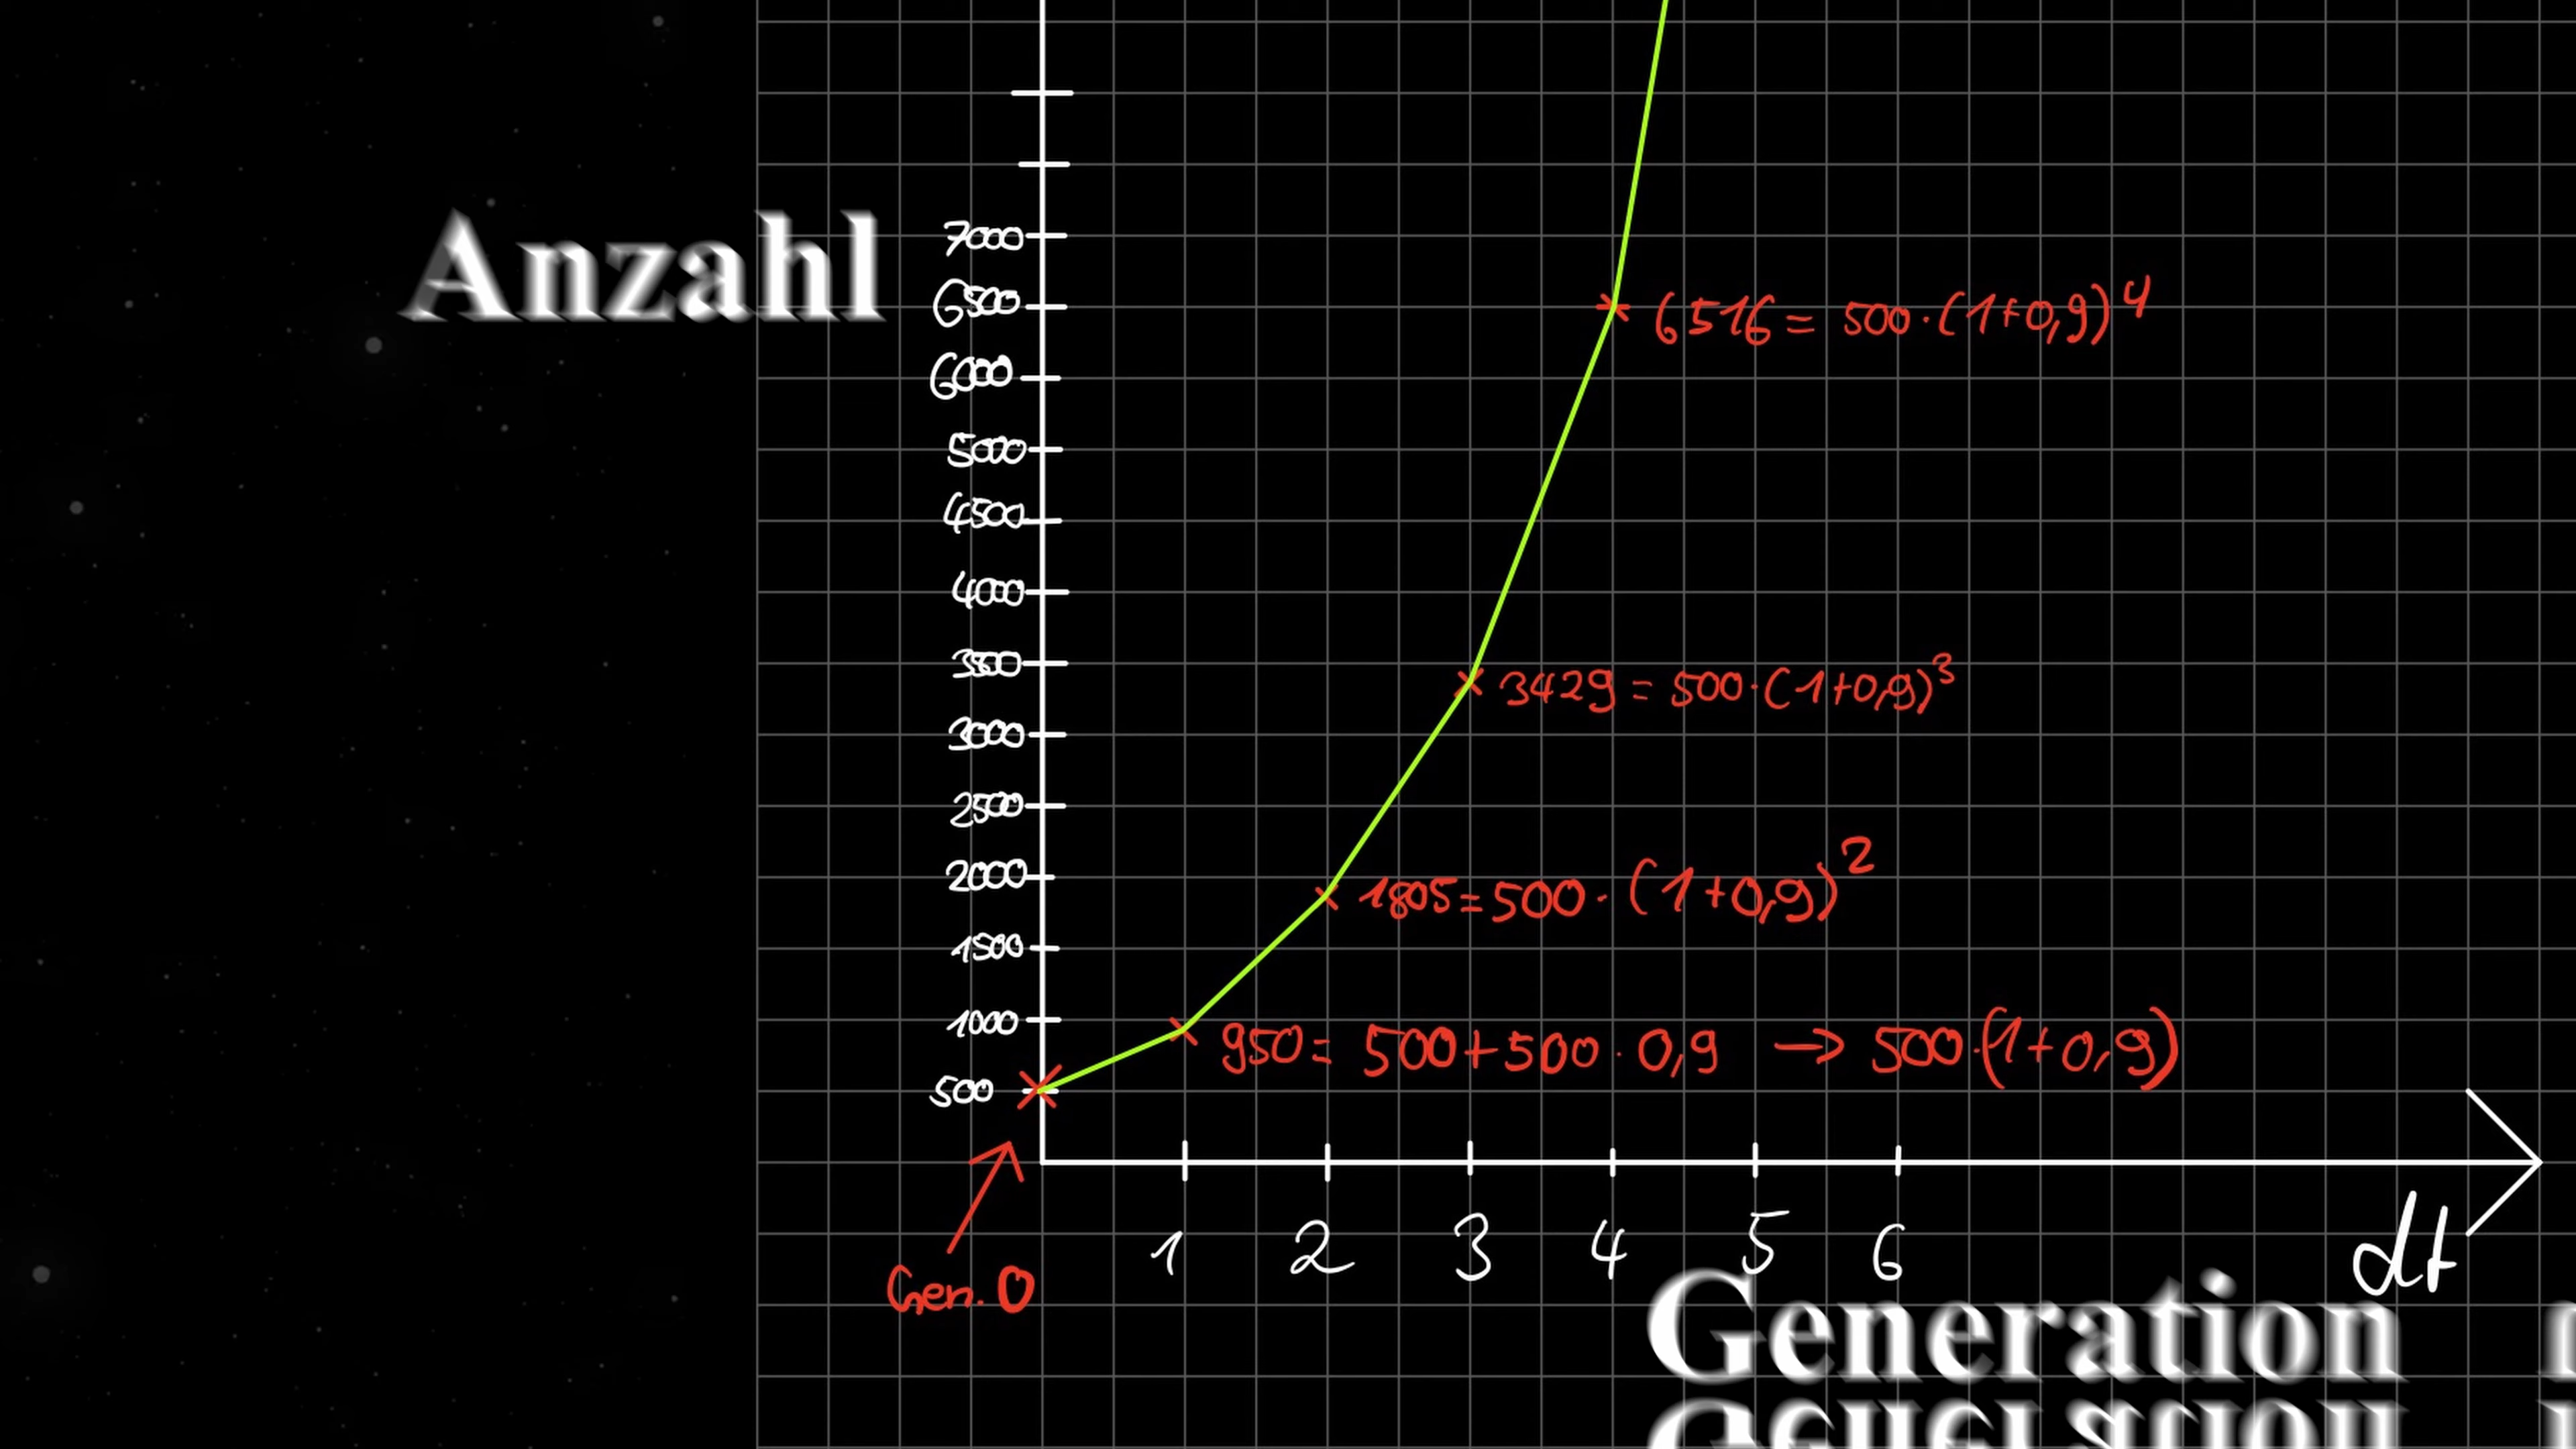 Anzahl
7000
6500
6516 = 500·(1+0,9)⁴
6000
5000
4500
4000
3500
3429 = 500·(1+0,9)³
3000
2500
2000
1805 = 500·(1+0,9)²
1500
1000
950 = 500+500·0,9 → 500·(1+0,9)
500
1 2 3 4 5 6
dt
Gen. 0
Generation